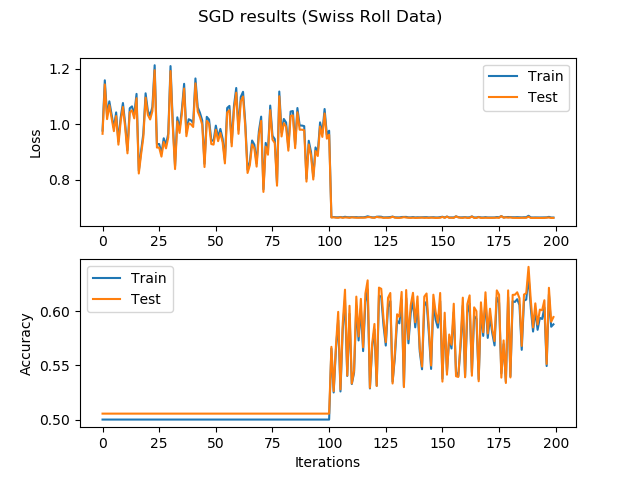 SGD results (Swiss Roll Data)
1.2
1.0
0.8
Loss
Train
Test
0 25 50 75 100 125 150 175 200
0.60
0.55
0.50
Accuracy
Train
Test
0 25 50 75 100 125 150 175 200
Iterations